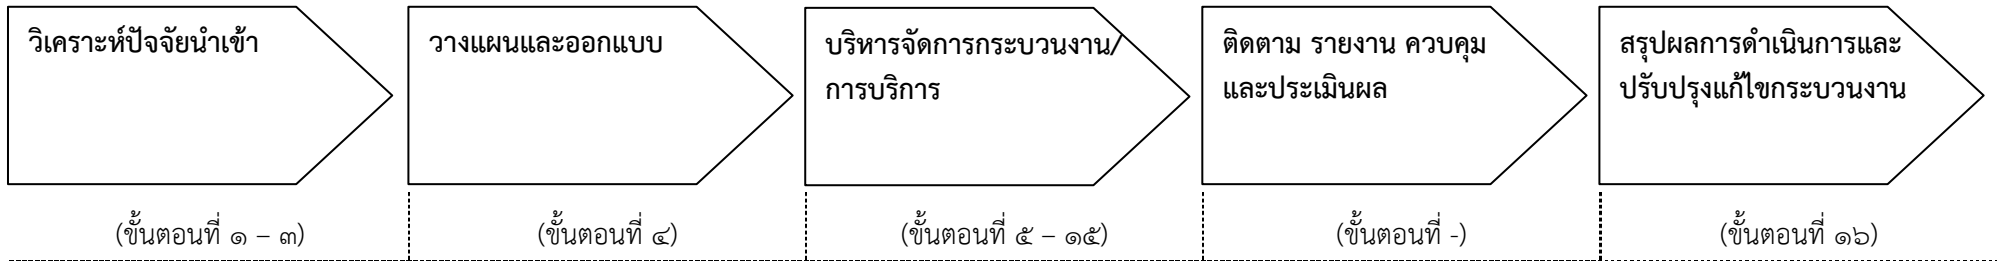 วิเคราะห์ปัจจัยนำเข้า
วางแผนและออกแบบ
บริหารจัดการกระบวนงาน/
การบริการ
ติดตาม รายงาน ควบคุม
และประเมินผล
สรุปผลการดำเนินการและ
ปรับปรุงแก้ไขกระบวนงาน
(ขั้นตอนที่ ๑ – ๓)
(ขั้นตอนที่ ๔)
(ขั้นตอนที่ ๕ – ๑๕)
(ขั้นตอนที่ -)
(ขั้นตอนที่ ๑๖)